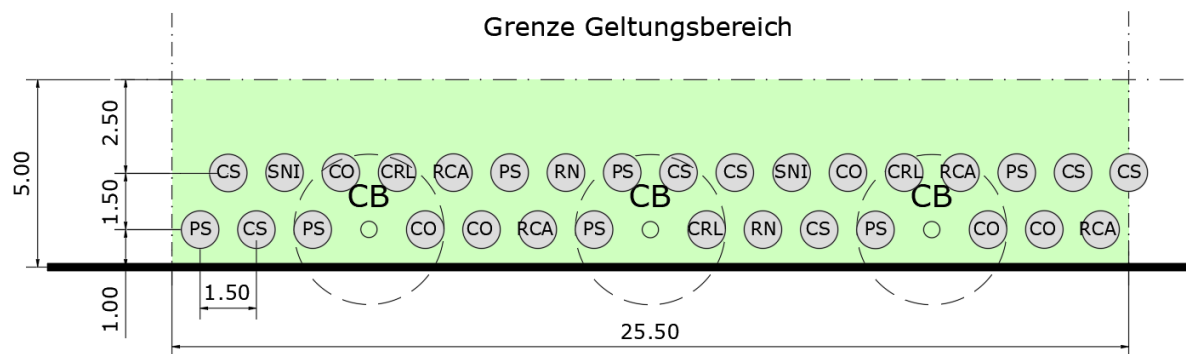 Grenze Geltungsbereich
5.00
2.50
1.50
1.00
CS SNI CO CRL RCA PS RN PS CS CS SNI CO CRL RCA PS CS CS
CB CB CB
PS CS PS CO CO RCA PS CRL RN CS PS CO CO RCA
1.50
25.50